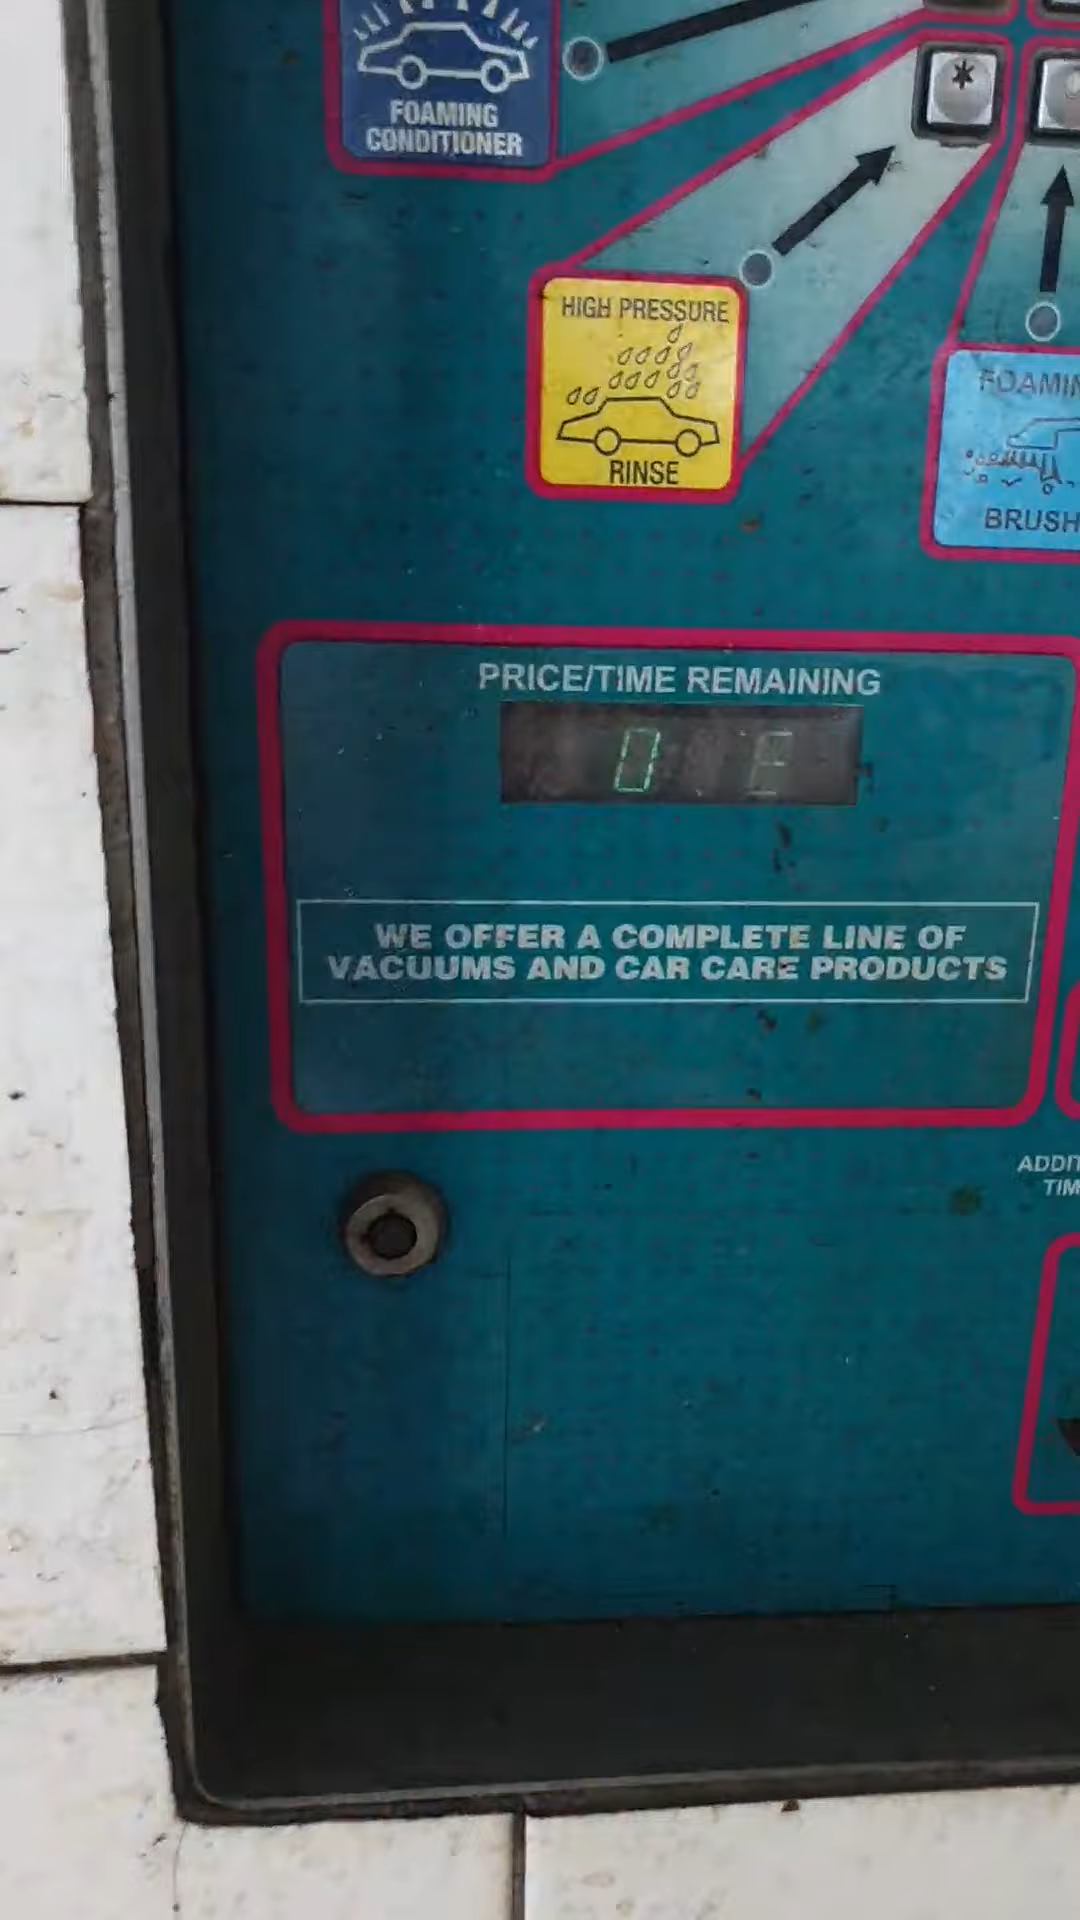 FOAMING
CONDITIONER
*
HIGH PRESSURE
RINSE
BRUSH
PRICE/TIME REMAINING
0
WE OFFER A COMPLETE LINE OF
VACUUMS AND CAR CARE PRODUCTS